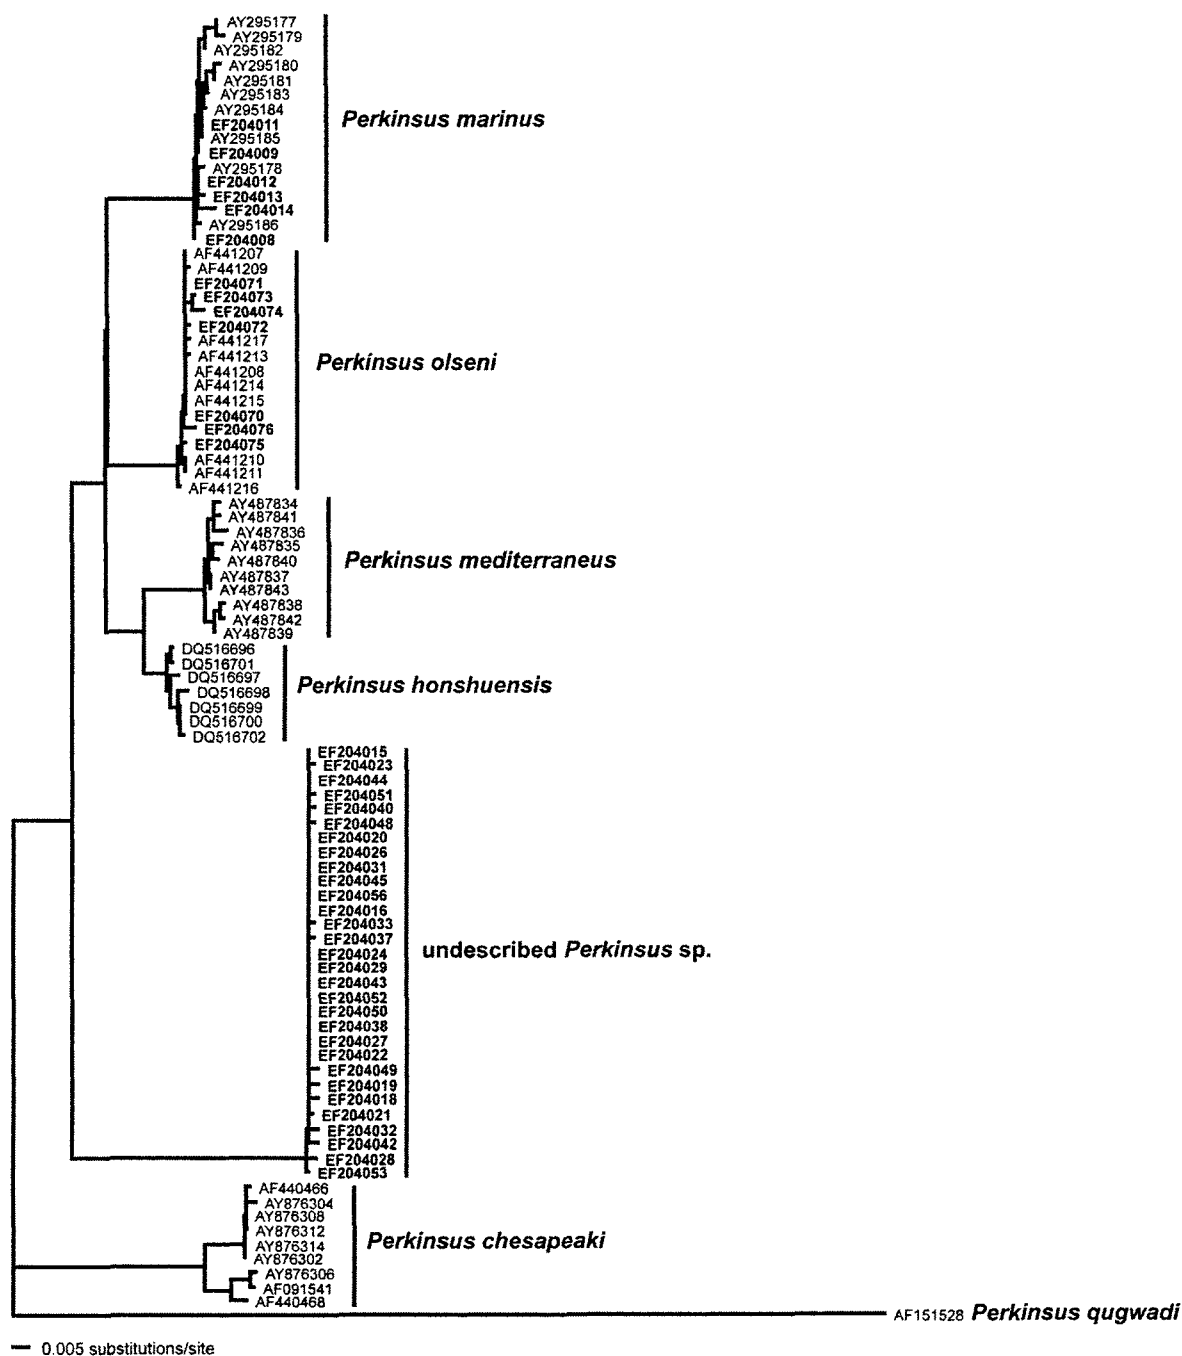 AY295177
AY295179
AY295182
AY295180
AY295181
AY295183
AY295184
Perkinsus marinus
EF204011
AY295185
EF204009
AY295178
EF204012
EF204013
EF204014
AY295186
EF204008
AF441207
AF441209
EF204071
EF204073
EF204074
EF204072
AF441217
AF441213
Perkinsus olseni
AF441208
AF441214
AF441215
EF204070
EF204076
EF204075
AF441210
AF441211
AF441216
AY487834
AY487841
AY487836
AY487835
AY487840
Perkinsus mediterraneus
AY487837
AY487843
AY487838
AY487842
AY487839
DQ516696
DQ516701
DQ516697
Perkinsus honshuensis
DQ516698
DQ516699
DQ516700
DQ516702
EF204015
EF204023
EF204044
EF204051
EF204040
EF204048
EF204020
EF204026
EF204031
EF204045
EF204056
EF204016
EF204033
EF204037
undescribed Perkinsus sp.
EF204024
EF204029
EF204043
EF204052
EF204050
EF204038
EF204027
EF204022
EF204049
EF204019
EF204018
EF204021
EF204032
EF204042
EF204028
EF204053
AF440466
AY876304
AY876308
AY876312
Perkinsus chesapeaki
AY876314
AY876302
AY876306
AF091541
AF440468
AF151528 Perkinsus qugwadi
0.005 substitutions/site